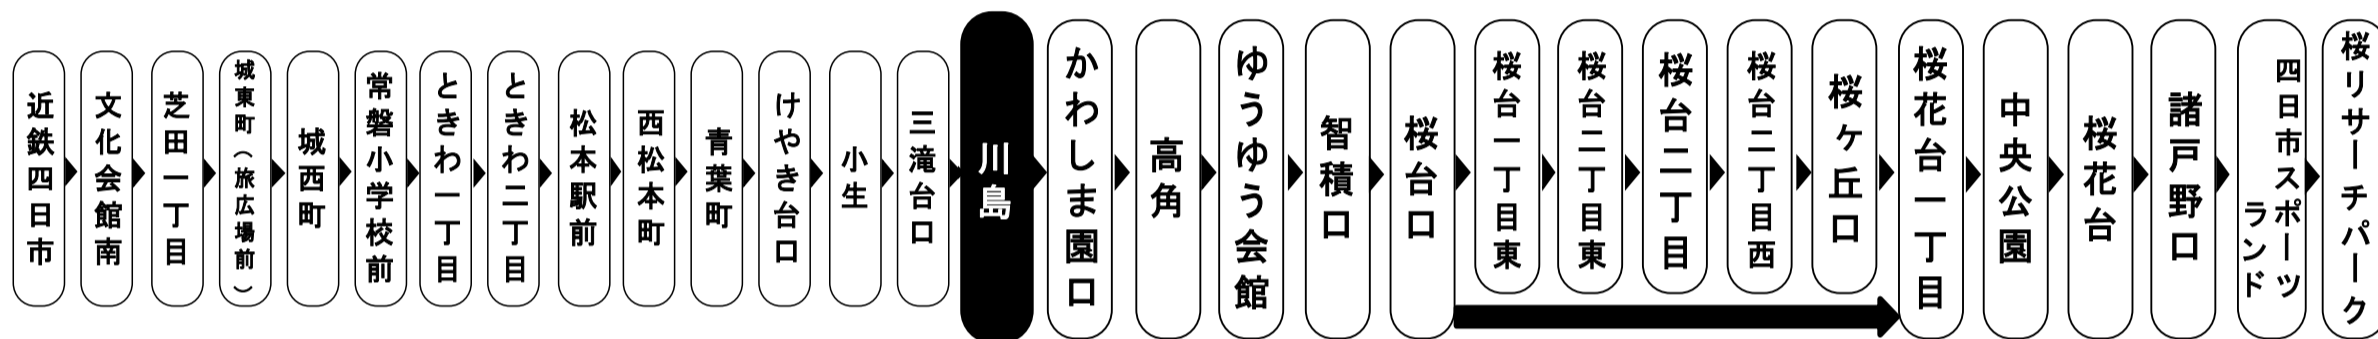 近鉄四日市
文化会館南
芝田一丁目
城東町（旅広場前）
城西町
常磐小学校前
ときわ一丁目
ときわ二丁目
松本駅前
西松本町
青葉町
けやき台口
小生
三滝台口
川島
かわしま園口
高角
ゆうゆう会館
智積口
桜台口
桜台一丁目東
桜台二丁目東
桜台二丁目
桜台二丁目西
桜ヶ丘口
桜花台一丁目
中央公園
桜花台
諸戸野口
四日市スポーツ
ランド
桜リサーチパーク